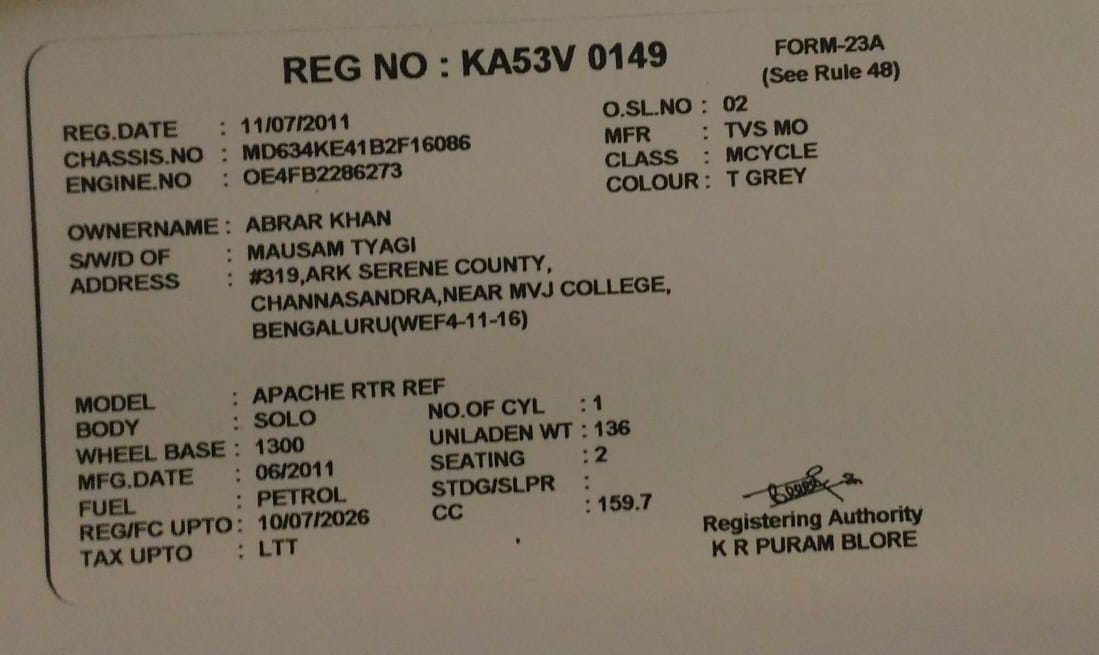 REG NO : KA53V 0149
FORM-23A
(See Rule 48)
REG.DATE : 11/07/2011
CHASSIS.NO : MD634KE41B2F16086
ENGINE.NO : OE4FB2286273
O.SL.NO : 02
MFR : TVS MO
CLASS : MCYCLE
COLOUR : T GREY
OWNERNAME : ABRAR KHAN
S/W/D OF : MAUSAM TYAGI
ADDRESS : #319,ARK SERENE COUNTY,
CHANNASANDRA,NEAR MVJ COLLEGE,
BENGALURU(WEF4-11-16)
MODEL : APACHE RTR REF
BODY : SOLO
WHEEL BASE : 1300
MFG.DATE : 06/2011
FUEL : PETROL
REG/FC UPTO : 10/07/2026
TAX UPTO : LTT
NO.OF CYL : 1
UNLADEN WT : 136
SEATING : 2
STDG/SLPR :
CC : 159.7
Registering Authority
K R PURAM BLORE